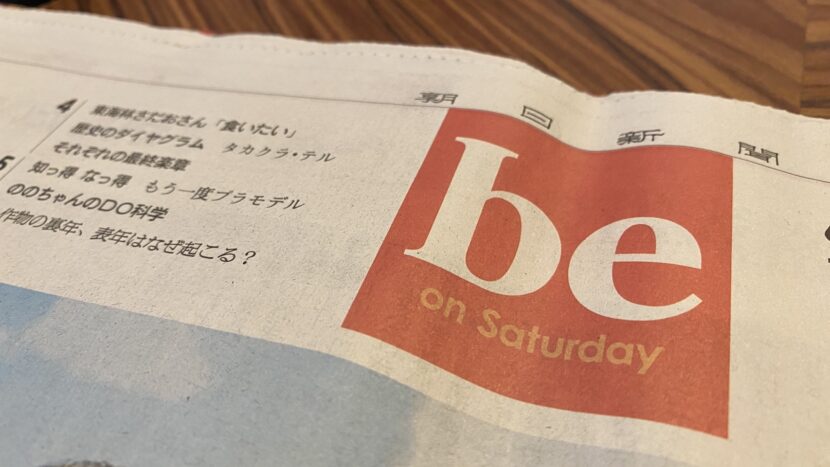 4 東海林さだおさん「食いたい」
歴史のダイヤグラム タカクラ・テル
それぞれの最終楽章
5 知っ得 なっ得 もう一度プラモデル
ののちゃんのDO科学
作物の裏年、表年はなぜ起こる？
朝日新聞
be
on Saturday